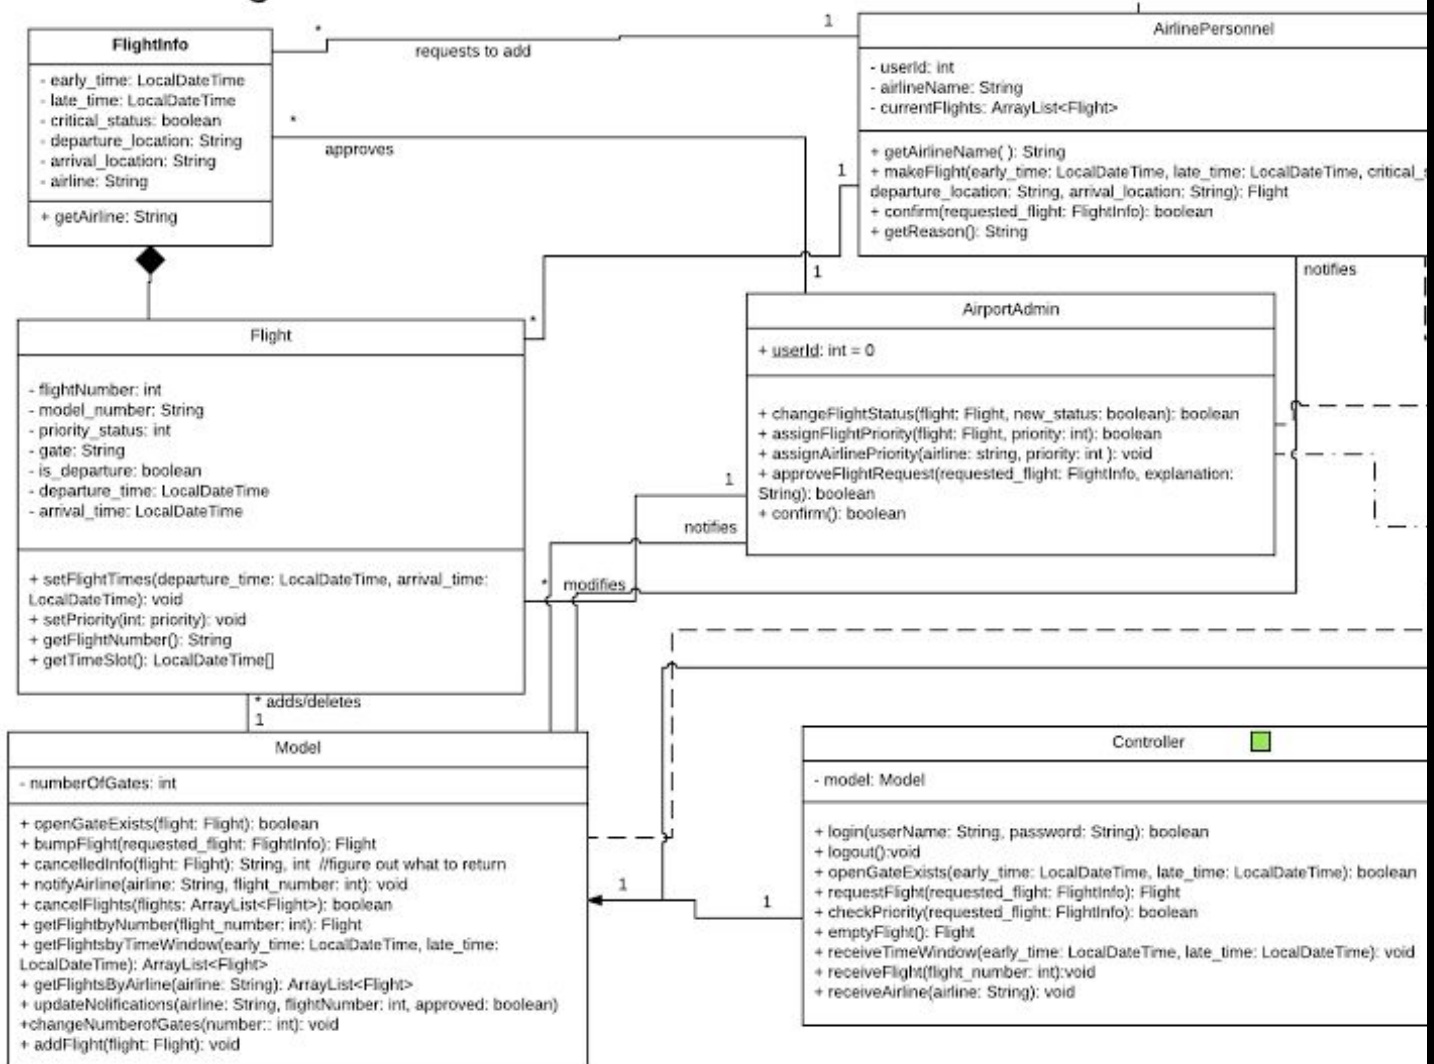 *
requests to add
1
FlightInfo
- early_time: LocalDateTime
- late_time: LocalDateTime
- critical_status: boolean
- departure_location: String
- arrival_location: String
- airline: String
+ getAirline: String
*
approves
1
AirlinePersonnel
- userId: int
- airlineName: String
- currentFlights: ArrayList<Flight>
+ getAirlineName( ): String
+ makeFlight(early_time: LocalDateTime, late_time: LocalDateTime,
departure_location: String, arrival_location: String): Flight
+ confirm(requested_flight: FlightInfo): boolean
+ getReason(): String
1
*
notifies
Flight
- flightNumber: int
- model_number: String
- priority_status: int
- gate: String
- is_departure: boolean
- departure_time: LocalDateTime
- arrival_time: LocalDateTime
+ setFlightTimes(departure_time: LocalDateTime, arrival_time:
LocalDateTime): void
+ setPriority(int: priority): void
+ getFlightNumber(): String
+ getTimeSlot(): LocalDateTime[]
AirportAdmin
+ userId: int = 0
+ changeFlightStatus(flight: Flight, new_status: boolean): boolean
+ assignFlightPriority(flight: Flight, priority: int): boolean
+ assignAirlinePriority(airline: string, priority: int ): void
+ approveFlightRequest(requested_flight: FlightInfo, explanation:
String): boolean
+ confirm(): boolean
1
notifies
* modifies
* adds/deletes
1
Model
- numberOfGates: int
+ openGateExists(flight: Flight): boolean
+ bumpFlight(requested_flight: FlightInfo): Flight
+ cancelledInfo(flight: Flight): String, int //figure out what to return
+ notifyAirline(airline: String, flight_number: int): void
+ cancelFlights(flights: ArrayList<Flight>): boolean
+ getFlightbyNumber(flight_number: int): Flight
+ getFlightsbyTimeWindow(early_time: LocalDateTime, late_time:
LocalDateTime): ArrayList<Flight>
+ getFlightsByAirline(airline: String): ArrayList<Flight>
+ updateNotifications(airline: String, flightNumber: int, approved: boolean)
+changeNumberofGates(number:: int): void
+ addFlight(flight: Flight): void
1
1
Controller
- model: Model
+ login(userName: String, password: String): boolean
+ logout():void
+ openGateExists(early_time: LocalDateTime, late_time: LocalDateTime): boolean
+ requestFlight(requested_flight: FlightInfo): Flight
+ checkPriority(requested_flight: FlightInfo): boolean
+ emptyFlight(): Flight
+ receiveTimeWindow(early_time: LocalDateTime, late_time: LocalDateTime): void
+ receiveFlight(flight_number: int):void
+ receiveAirline(airline: String): void